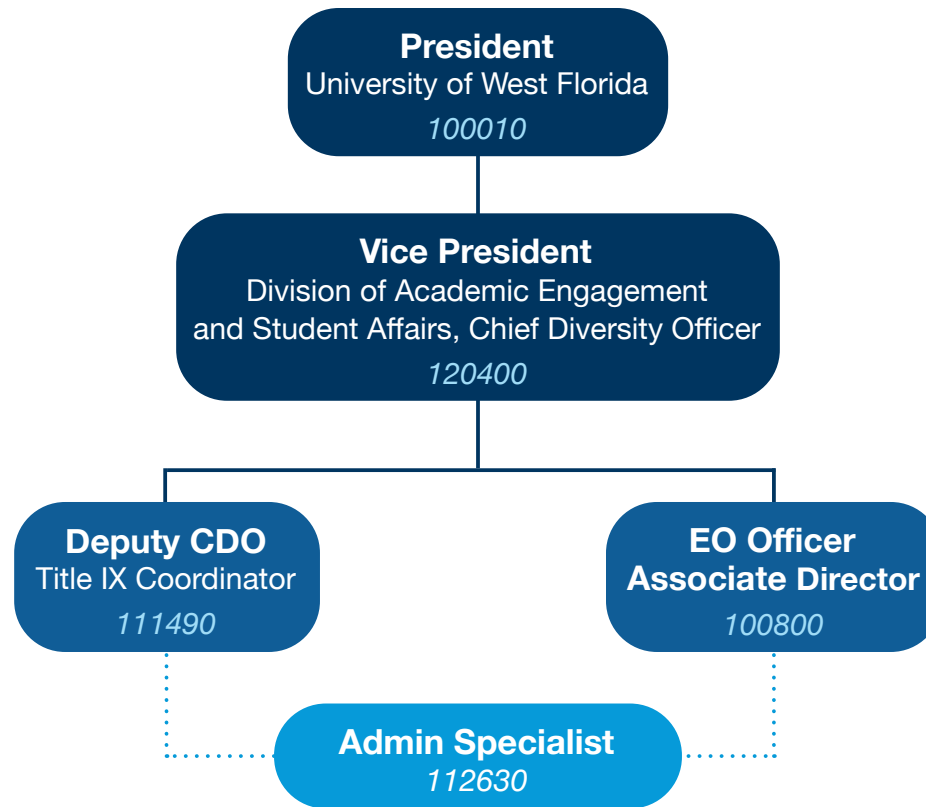 President
University of West Florida
100010
Vice President
Division of Academic Engagement
and Student Affairs, Chief Diversity Officer
120400
Deputy CDO
Title IX Coordinator
111490
EO Officer
Associate Director
100800
Admin Specialist
112630